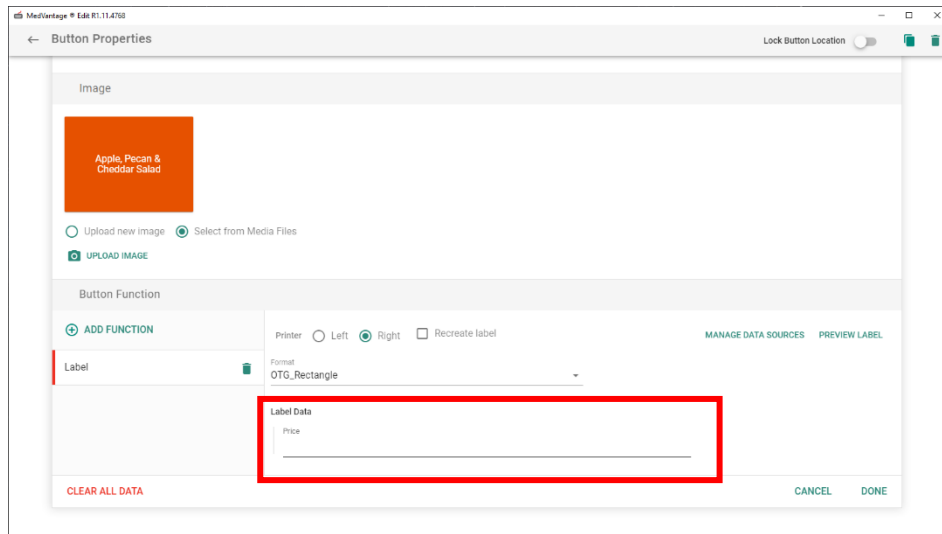 MedVantage ® Edit R1.11.4768
Button Properties
Lock Button Location
Image
Apple, Pecan &
Cheddar Salad
Upload new image Select from Media Files
UPLOAD IMAGE
Button Function
ADD FUNCTION
Printer Left Right Recreate label MANAGE DATA SOURCES PREVIEW LABEL
Label
Format
OTG_Rectangle
Label Data
Price
CLEAR ALL DATA CANCEL DONE